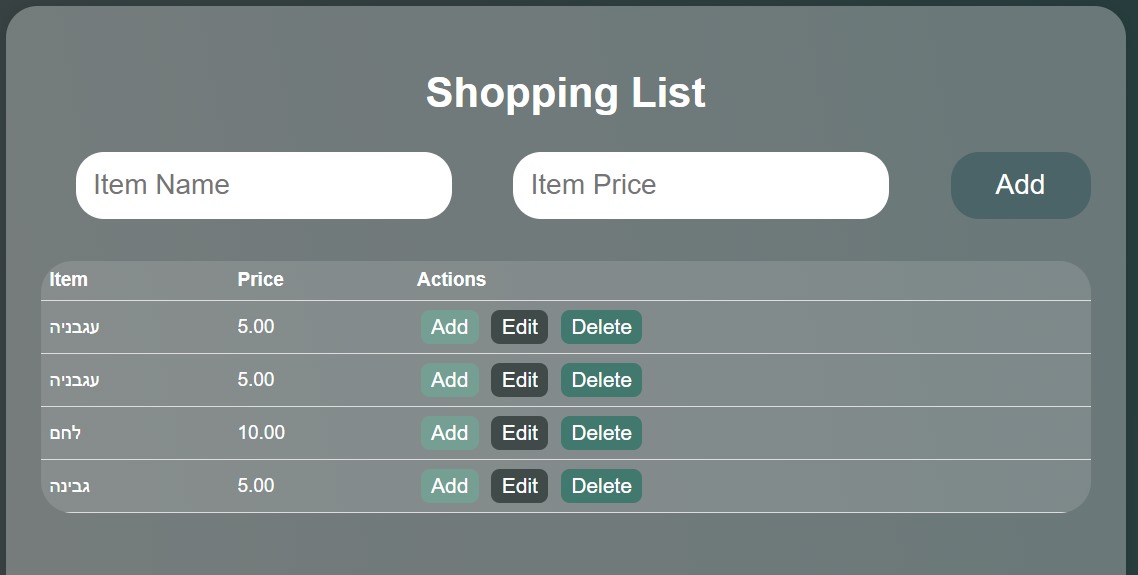 Shopping List
Item Name Item Price Add
Item Price Actions
עגבניה 5.00 Add Edit Delete
עגבניה 5.00 Add Edit Delete
לחם 10.00 Add Edit Delete
גבינה 5.00 Add Edit Delete